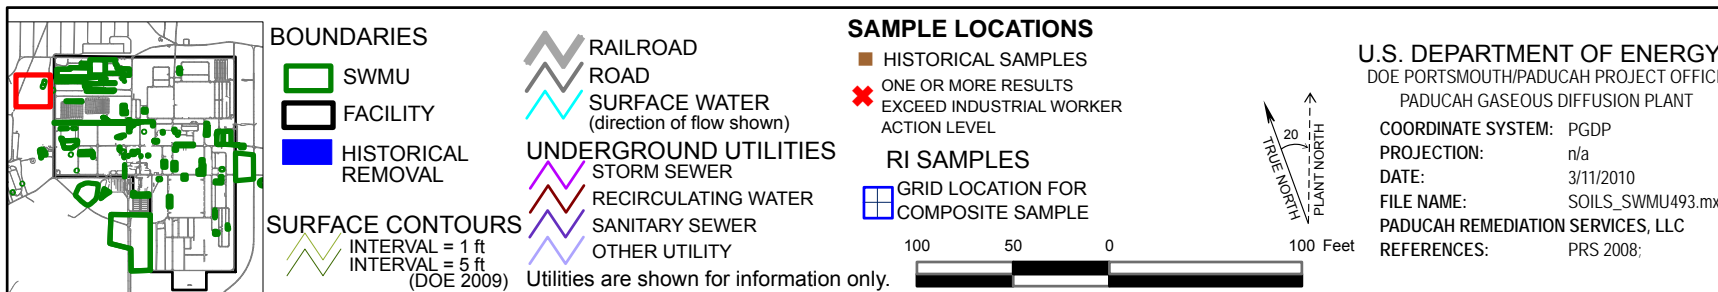 BOUNDARIES
SWMU
FACILITY
HISTORICAL
REMOVAL
SURFACE CONTOURS
INTERVAL = 1 ft
INTERVAL = 5 ft
(DOE 2009)
RAILROAD
ROAD
SURFACE WATER
(direction of flow shown)
UNDERGROUND UTILITIES
STORM SEWER
RECIRCULATING WATER
SANITARY SEWER
OTHER UTILITY
Utilities are shown for information only.
SAMPLE LOCATIONS
HISTORICAL SAMPLES
ONE OR MORE RESULTS
EXCEED INDUSTRIAL WORKER
ACTION LEVEL
RI SAMPLES
GRID LOCATION FOR
COMPOSITE SAMPLE
100 50 0 100 Feet
20
TRUE NORTH
PLANT NORTH
U.S. DEPARTMENT OF ENERGY
DOE PORTSMOUTH/PADUCAH PROJECT OFFIC
PADUCAH GASEOUS DIFFUSION PLANT
COORDINATE SYSTEM: PGDP
PROJECTION: n/a
DATE: 3/11/2010
FILE NAME: SOILS_SWMU493.mx
PADUCAH REMEDIATION SERVICES, LLC
REFERENCES: PRS 2008;